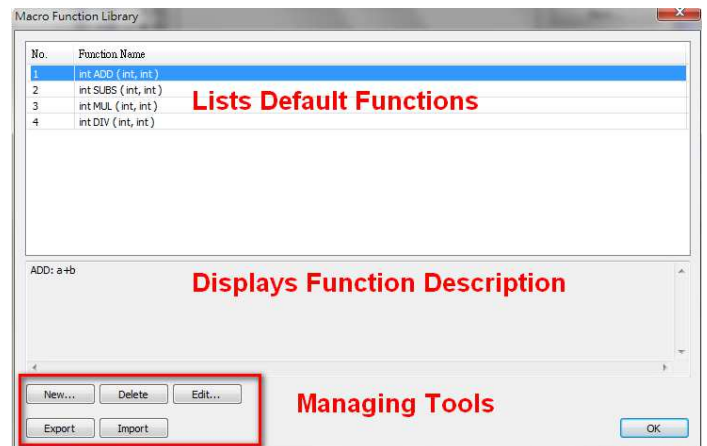 Macro Function Library
No. Function Name
1 int ADD ( int, int )
2 int SUBS ( int, int )
3 int MUL ( int, int )
4 int DIV ( int, int )
Lists Default Functions
ADD: a+b
Displays Function Description
New... Delete Edit...
Managing Tools
Export Import OK